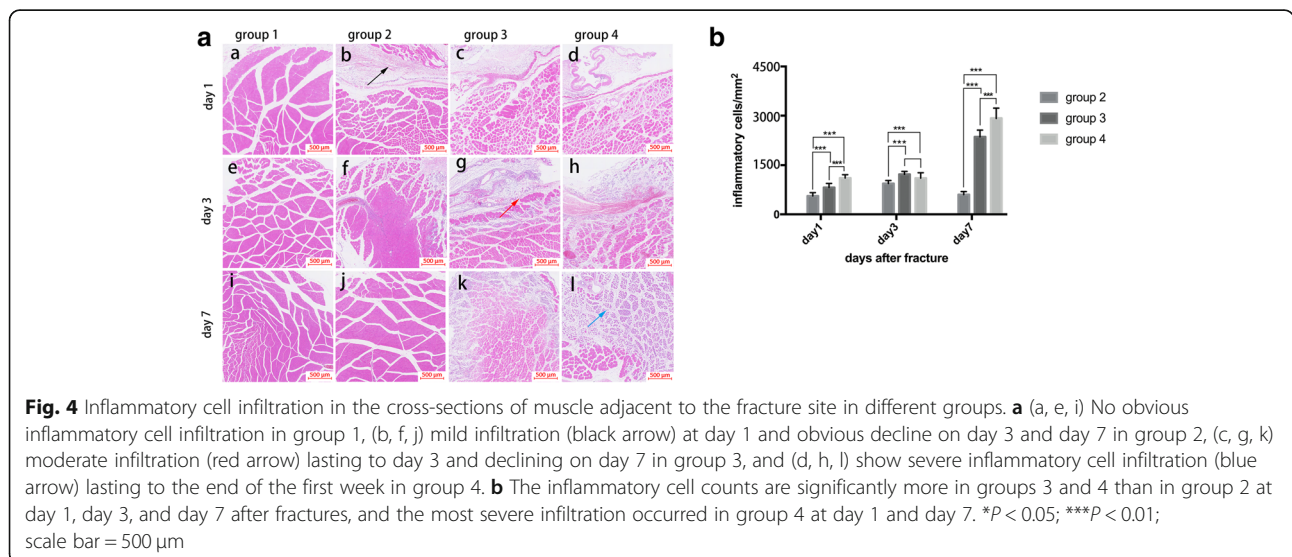 a
group 1 group 2 group 3 group 4
day 1
a b c d
500 μm 500 μm 500 μm 500 μm
day 3
e f g h
500 μm 500 μm 500 μm 500 μm
day 7
i j k l
500 μm 500 μm 500 μm 500 μm
b
inflammatory cells/mm²
4500
3000
1500
0
*** *** ***
*** ***
*** *** ***
day1 day3 day7
days after fracture
group 2
group 3
group 4
Fig. 4 Inflammatory cell infiltration in the cross-sections of muscle adjacent to the fracture site in different groups. a (a, e, i) No obvious
inflammatory cell infiltration in group 1, (b, f, j) mild infiltration (black arrow) at day 1 and obvious decline on day 3 and day 7 in group 2, (c, g, k)
moderate infiltration (red arrow) lasting to day 3 and declining on day 7 in group 3, and (d, h, l) show severe inflammatory cell infiltration (blue
arrow) lasting to the end of the first week in group 4. b The inflammatory cell counts are significantly more in groups 3 and 4 than in group 2 at
day 1, day 3, and day 7 after fractures, and the most severe infiltration occurred in group 4 at day 1 and day 7. *P < 0.05; ***P < 0.01;
scale bar = 500 μm